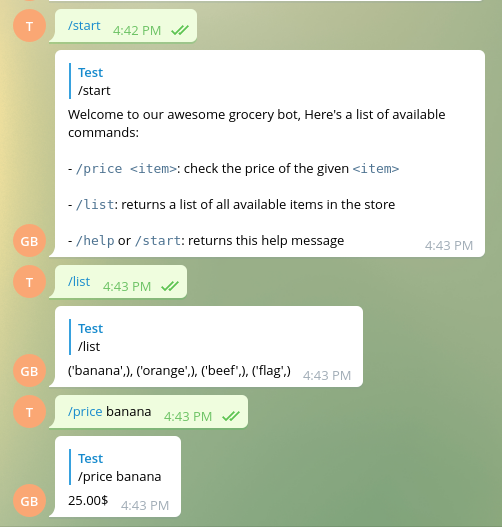 T
/start 4:42 PM
Test
/start
Welcome to our awesome grocery bot, Here's a list of available
commands:
- /price <item>: check the price of the given <item>
- /list: returns a list of all available items in the store
- /help or /start: returns this help message
GB
4:43 PM
T
/list 4:43 PM
Test
/list
GB
('banana',), ('orange',), ('beef',), ('flag',) 4:43 PM
T
/price banana 4:43 PM
Test
/price banana
GB
25.00$ 4:43 PM